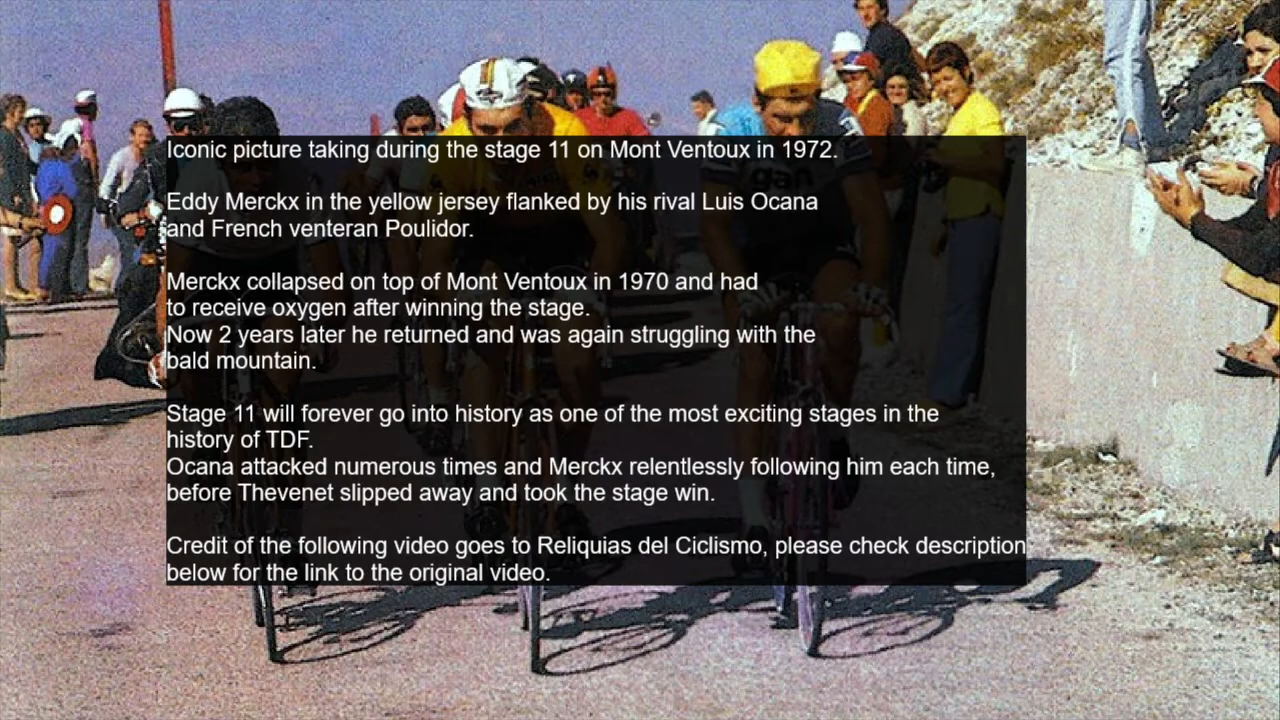 Iconic picture taking during the stage 11 on Mont Ventoux in 1972.
Eddy Merckx in the yellow jersey flanked by his rival Luis Ocana
and French venteran Poulidor.
Merckx collapsed on top of Mont Ventoux in 1970 and had
to receive oxygen after winning the stage.
Now 2 years later he returned and was again struggling with the
bald mountain.
Stage 11 will forever go into history as one of the most exciting stages in the
history of TDF.
Ocana attacked numerous times and Merckx relentlessly following him each time,
before Thevenet slipped away and took the stage win.
Credit of the following video goes to Reliquias del Ciclismo, please check description
below for the link to the original video.
gan